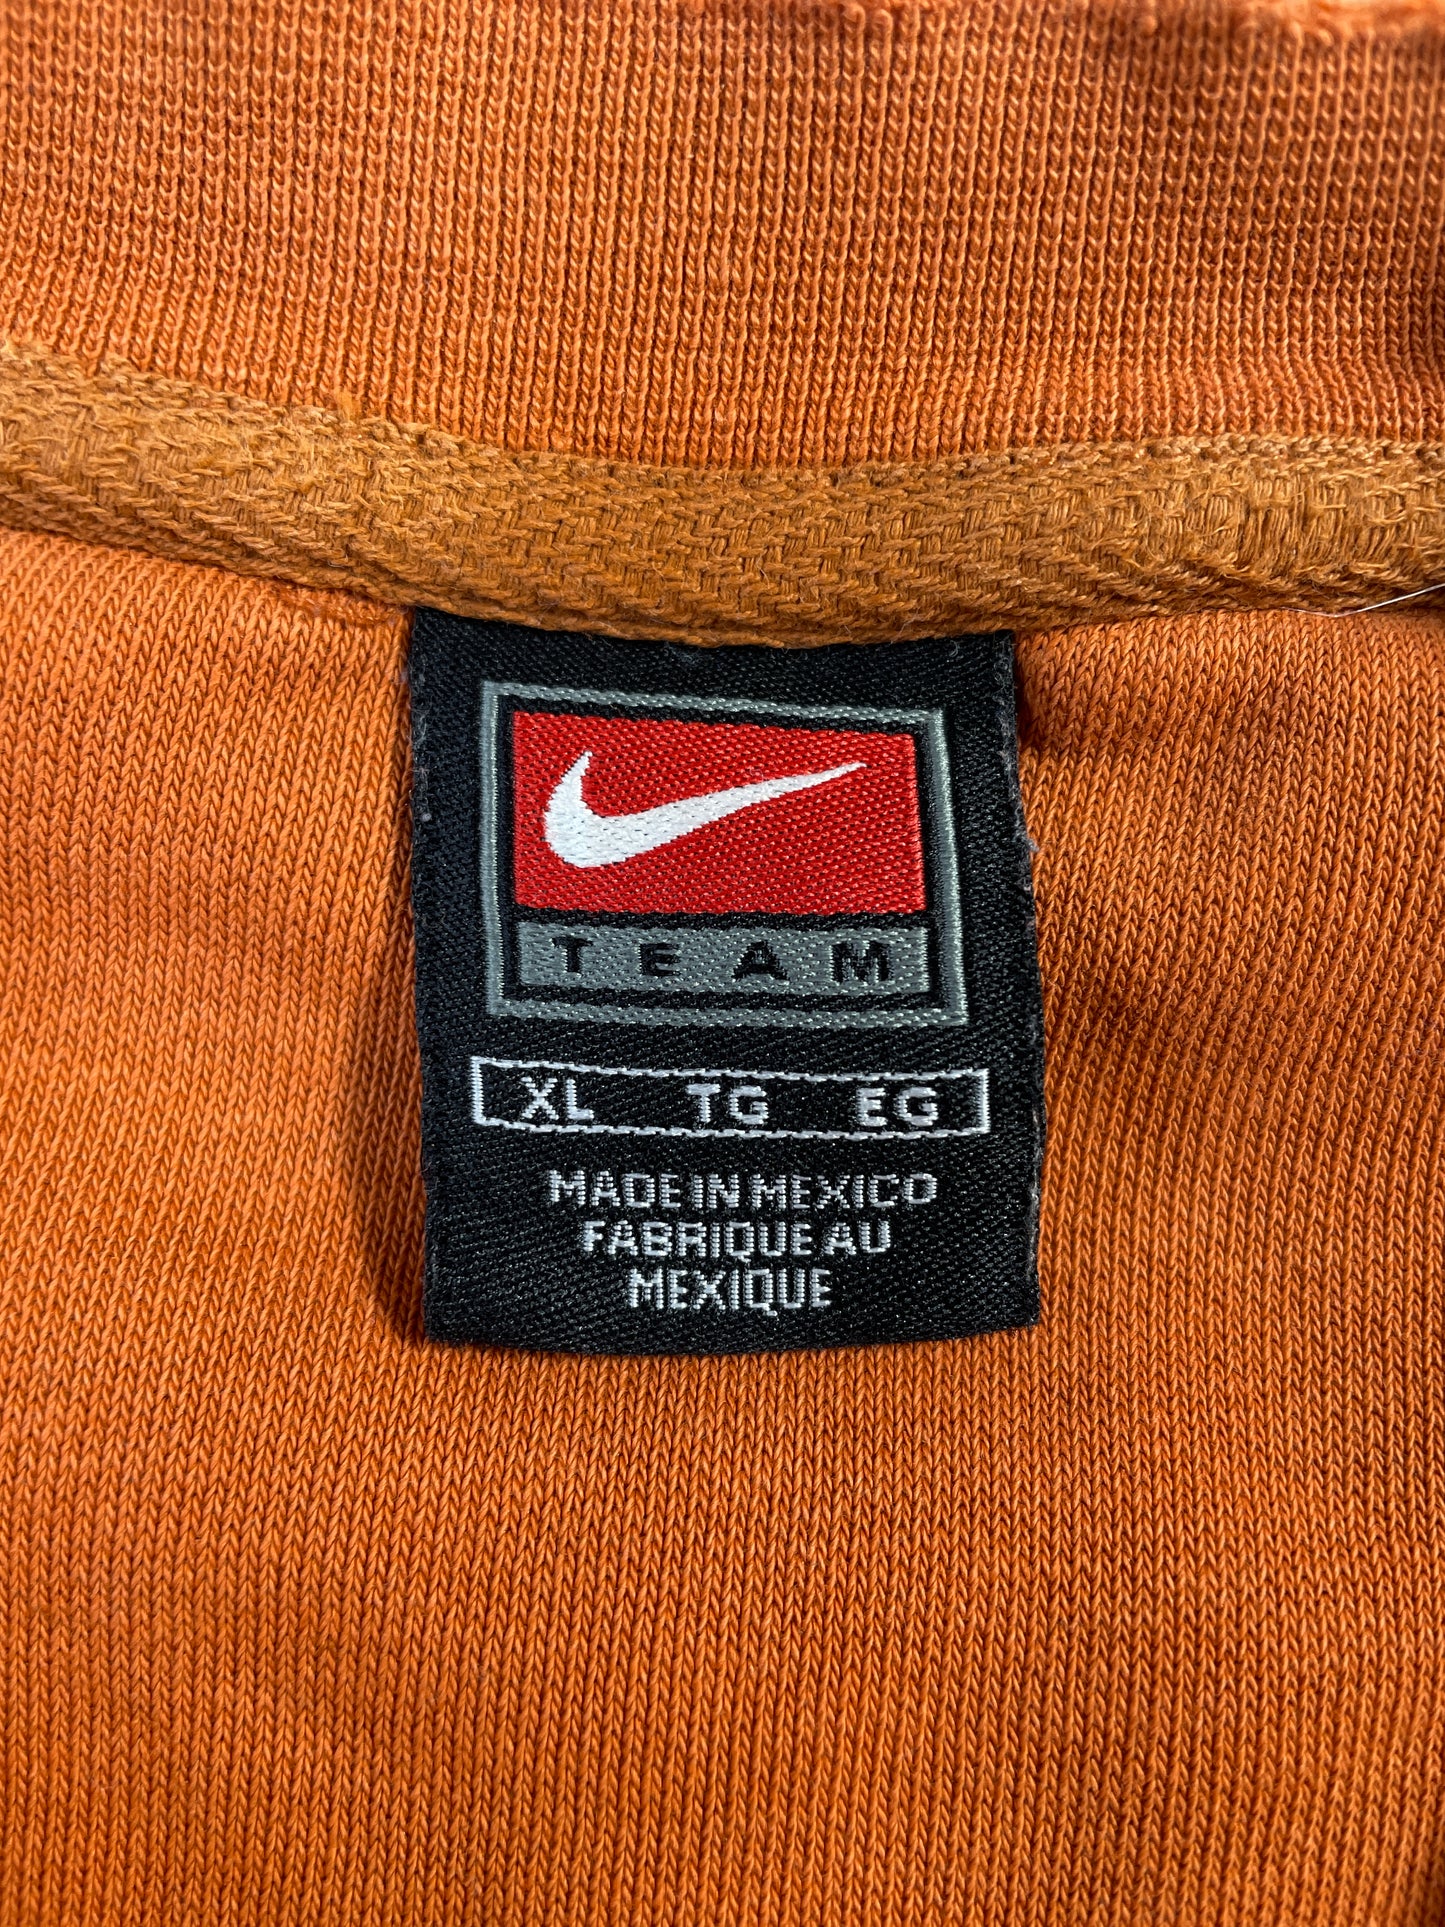 TEAM
XL TG EG
MADE IN MEXICO
FABRIQUE AU
MEXIQUE